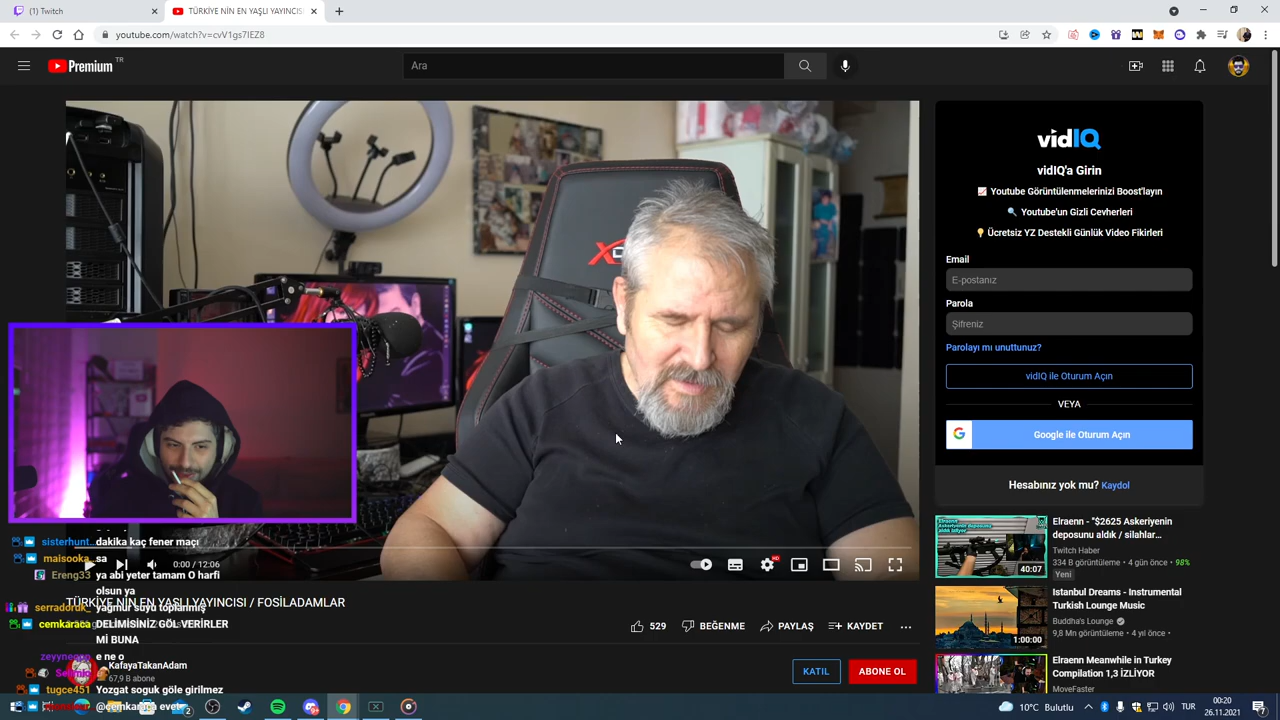 (1) Twitch
TÜRKİYE NİN EN YAŞLI YAYINCISI
youtube.com/watch?v=cvV1gs7IEZ8
Premium TR
Ara
vidIQ
vidIQ'a Girin
Youtube Görüntülenmelerinizi Boost'layın
Youtube'un Gizli Cevherleri
Ücretsiz YZ Destekli Günlük Video Fikirleri
Email
E-postanız
Parola
Şifreniz
Parolayı mı unuttunuz?
vidIQ ile Oturum Açın
VEYA
Google ile Oturum Açın
Hesabınız yok mu? Kaydol
sisterhunt... dakika kaç fener maçı
maisooka... sa
Ereng33 ya abi yeter tamam O harfi
olsun ya
serradoruk_ yağmur suyu toplanmış
cemkaraca DELİMİSİNİZ GÖL VERİRLER
Mİ BUNA
zeyynep e ne o
tugce451 Yozgat soguk göle girilmez
@cemkaraca evet
0:00 / 12:06
HD
TÜRKİYE NİN EN YAŞLI YAYINCISI / FOSİLADAMLAR
529
BEĞENME
PAYLAŞ
KAYDET
KafayaTakanAdam
67,9 B abone
KATIL
ABONE OL
Elraenn - "$2625 Askeriyenin
deposunu aldık / silahlar…
Twitch Haber
334 B görüntüleme • 4 gün önce • 98%
Yeni
40:07
Istanbul Dreams - Instrumental
Turkish Lounge Music
Buddha's Lounge
9,8 Mn görüntüleme • 4 yıl önce •
1:00:00
Elraenn Meanwhile in Turkey
Compilation 1,3 İZLİYOR
MoveFaster
2
10°C Bulutlu
TUR
00:20
26.11.2021